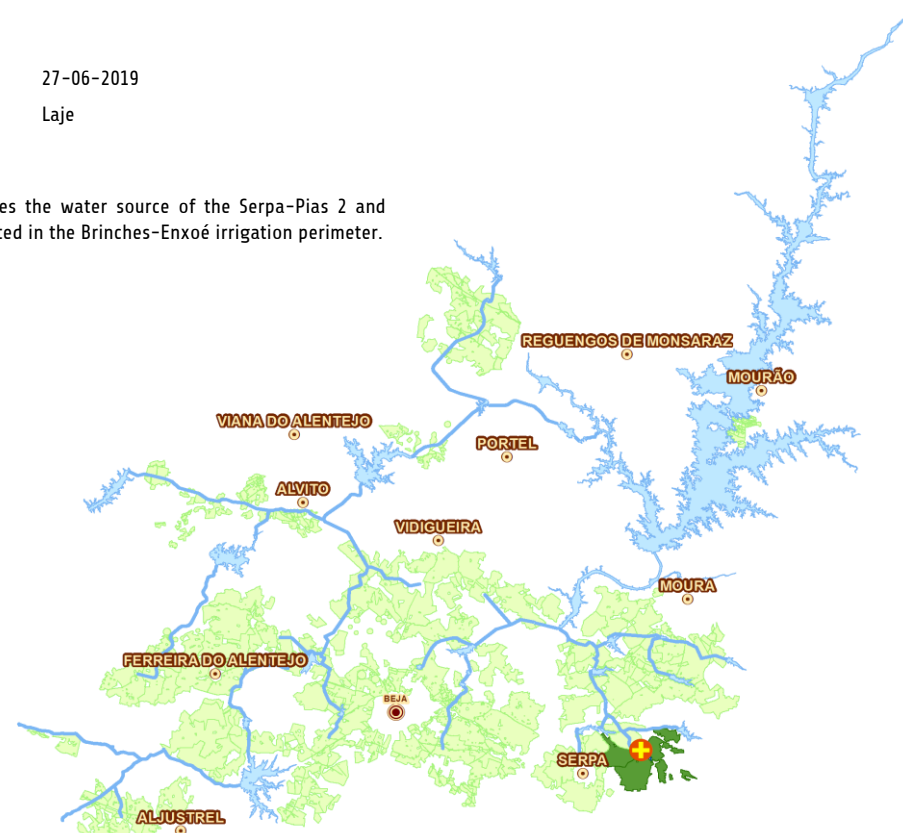 27-06-2019
Laje
es the water source of the Serpa-Pias 2 and
ted in the Brinches-Enxoé irrigation perimeter.
REGUENGOS DE MONSARAZ
MOURÃO
VIANA DO ALENTEJO
PORTEL
ALVITO
VIDIGUEIRA
MOURA
FERREIRA DO ALENTEJO
BEJA
SERPA
ALJUSTREL